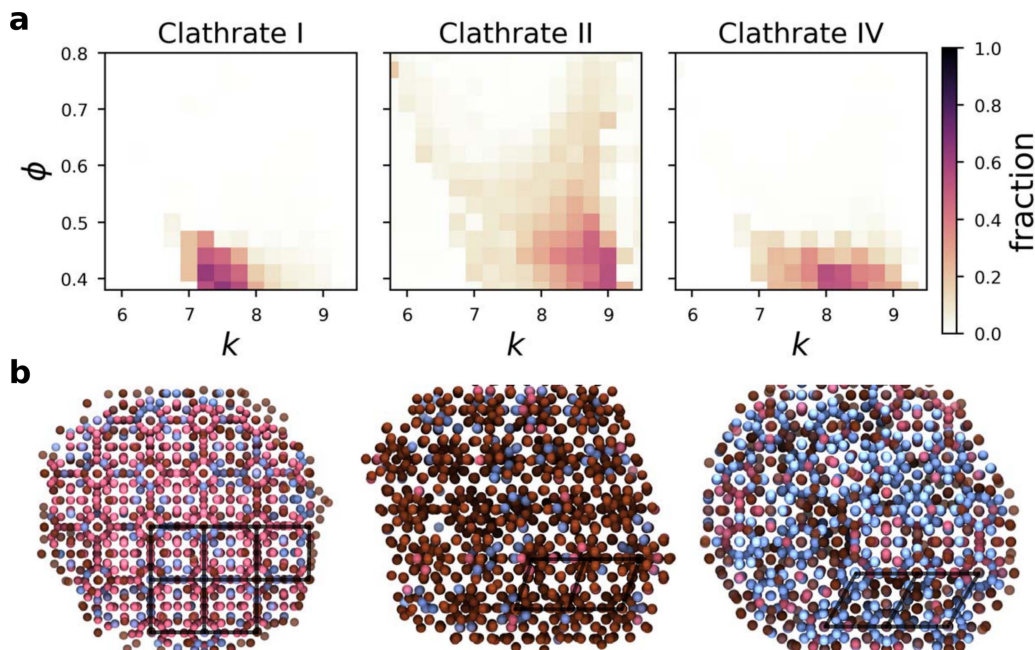 a
Clathrate I
Clathrate II
Clathrate IV
0.8
0.7
0.6
0.5
0.4
ϕ
6 7 8 9
k
6 7 8 9
k
6 7 8 9
k
1.0
0.8
0.6
0.4
0.2
0.0
fraction
b